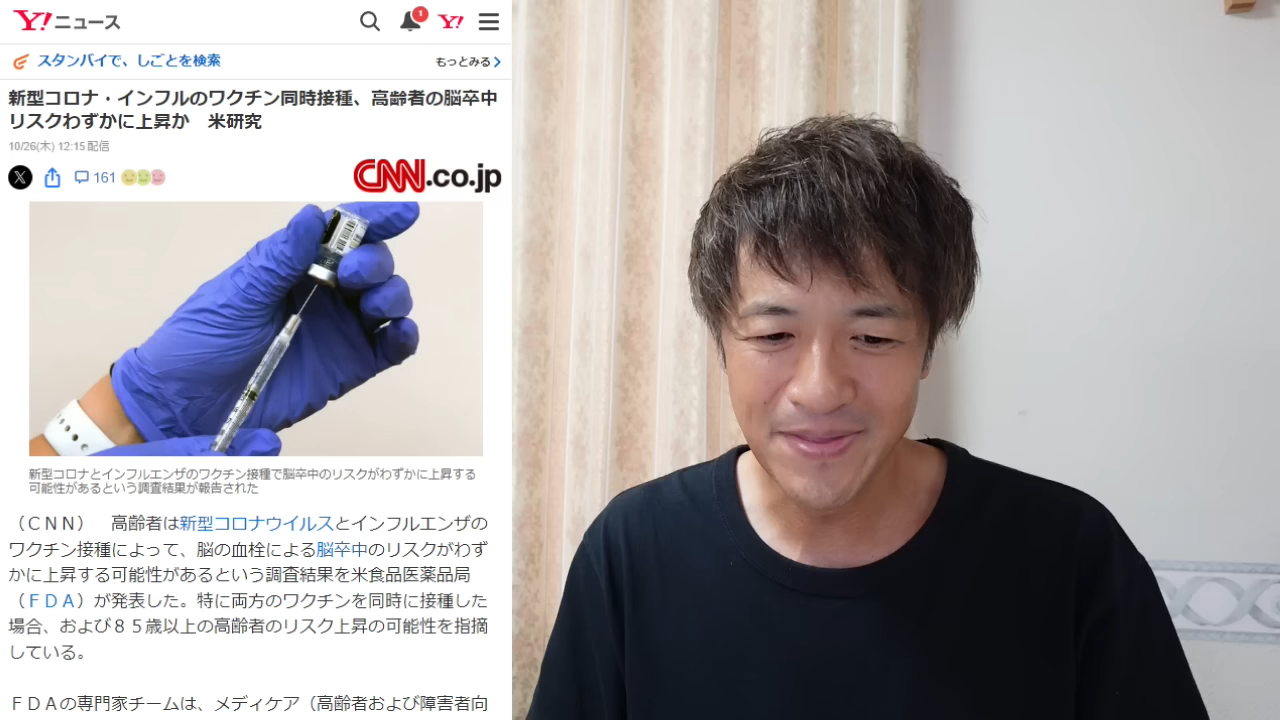 Y!ニュース
1
Y!
スタンバイで、しごとを検索
もっとみる
新型コロナ・インフルのワクチン同時接種、高齢者の脳卒中
リスクわずかに上昇か 米研究
10/26(木) 12:15配信
161
CNN.co.jp
新型コロナとインフルエンザのワクチン接種で脳卒中のリスクがわずかに上昇する
可能性があるという調査結果が報告された
（ＣＮＮ） 高齢者は新型コロナウイルスとインフルエンザの
ワクチン接種によって、脳の血栓による脳卒中のリスクがわず
かに上昇する可能性があるという調査結果を米食品医薬品局
（ＦＤＡ）が発表した。特に両方のワクチンを同時に接種した
場合、および８５歳以上の高齢者のリスク上昇の可能性を指摘
している。
ＦＤＡの専門家チームは、メディケア（高齢者および障害者向